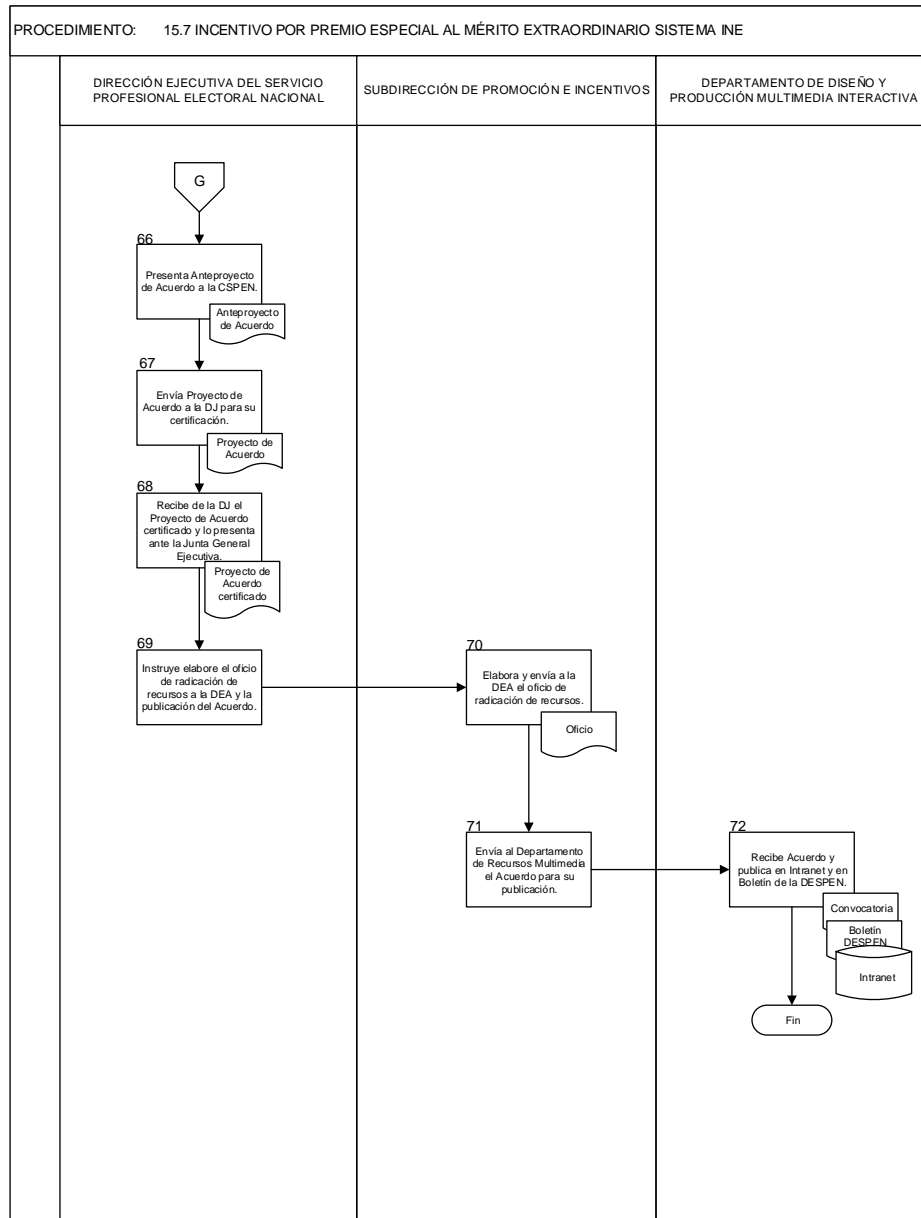 PROCEDIMIENTO: 15.7 INCENTIVO POR PREMIO ESPECIAL AL MÉRITO EXTRAORDINARIO SISTEMA INE
DIRECCIÓN EJECUTIVA DEL SERVICIO
PROFESIONAL ELECTORAL NACIONAL
SUBDIRECCIÓN DE PROMOCIÓN E INCENTIVOS
DEPARTAMENTO DE DISEÑO Y
PRODUCCIÓN MULTIMEDIA INTERACTIVA
G
66
Presenta Anteproyecto
de Acuerdo a la CSPEN.
Anteproyecto
de Acuerdo
67
Envía Proyecto de
Acuerdo a la DJ para su
certificación.
Proyecto de
Acuerdo
68
Recibe de la DJ el
Proyecto de Acuerdo
certificado y lo presenta
ante la Junta General
Ejecutiva.
Proyecto de
Acuerdo
certificado
69
Instruye elabore el oficio
de radicación de
recursos a la DEA y la
publicación del Acuerdo.
70
Elabora y envía a la
DEA el oficio de
radicación de recursos.
Oficio
71
Envía al Departamento
de Recursos Multimedia
el Acuerdo para su
publicación.
72
Recibe Acuerdo y
publica en Intranet y en
Boletín de la DESPEN.
Convocatoria
Boletín
DESPEN
Intranet
Fin